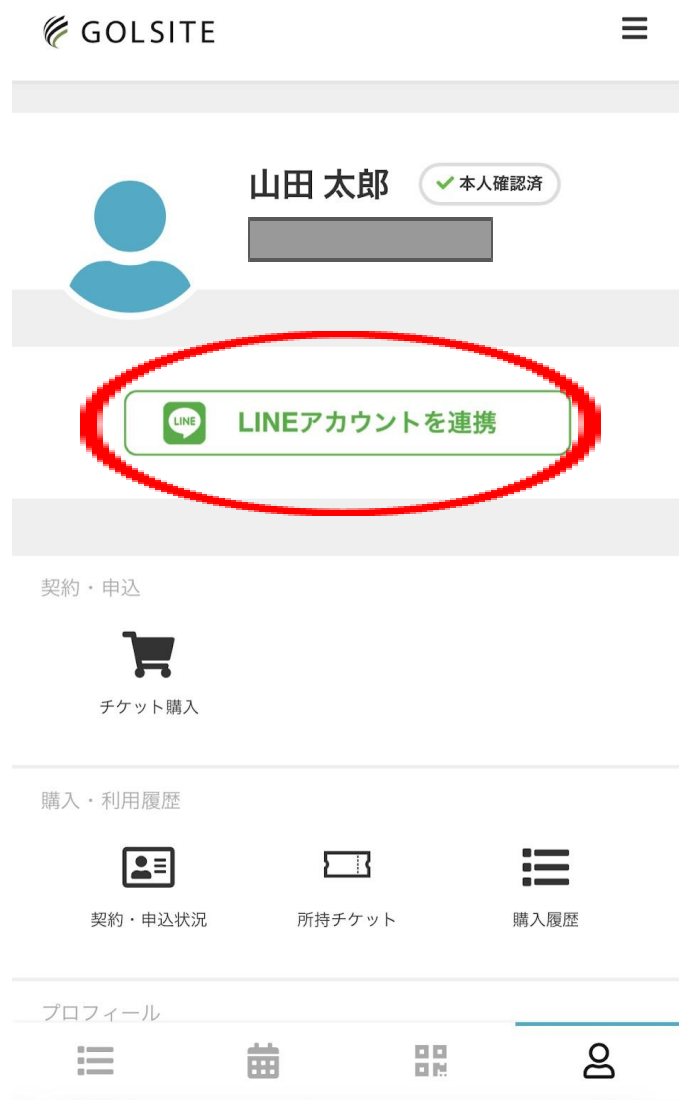 GOLSITE
山田 太郎
本人確認済
LINE
LINEアカウントを連携
契約・申込
チケット購入
購入・利用履歴
契約・申込状況
所持チケット
購入履歴
プロフィール